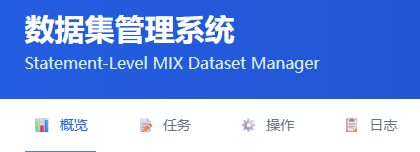 数据集管理系统
Statement-Level MIX Dataset Manager
概览 任务 操作 日志